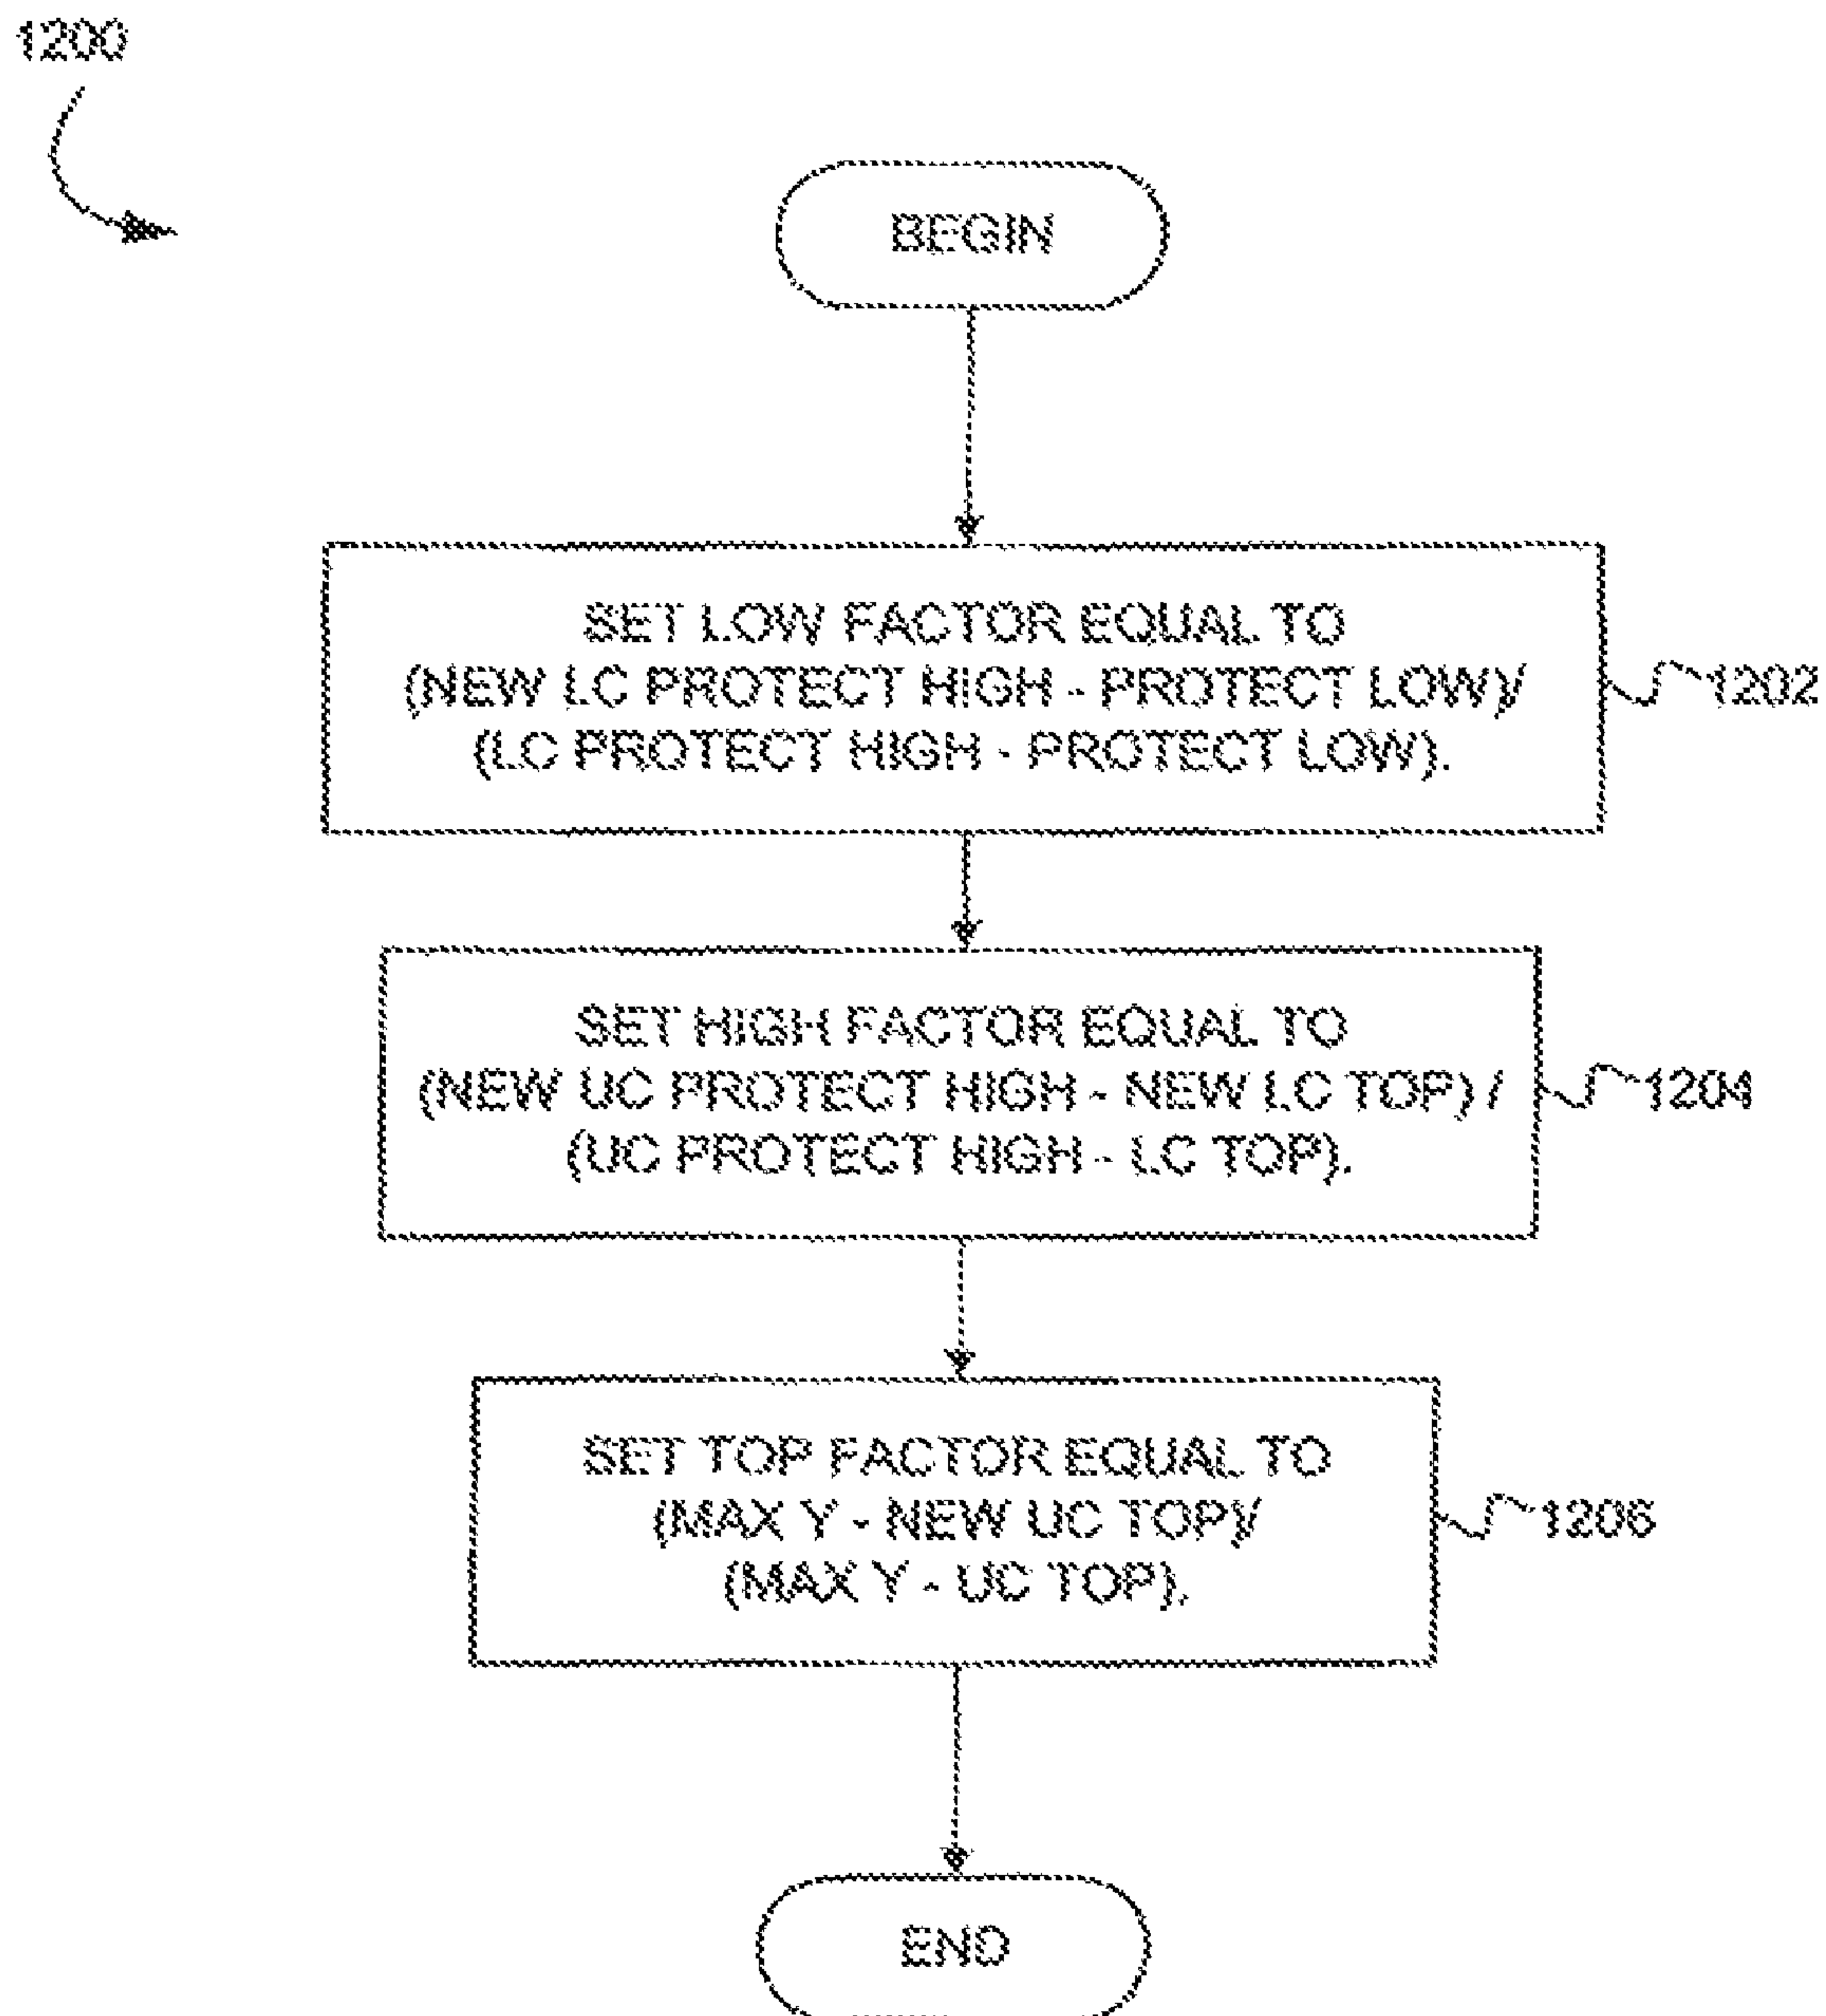 1200
BEGIN
SET LOW FACTOR EQUAL TO
(NEW LC PROTECT HIGH - PROTECT LOW)/
(LC PROTECT HIGH - PROTECT LOW).
1202
SET HIGH FACTOR EQUAL TO
(NEW UC PROTECT HIGH - NEW LC TOP) /
(UC PROTECT HIGH - LC TOP).
1204
SET TOP FACTOR EQUAL TO
(MAX Y - NEW UC TOP)/
(MAX Y - UC TOP).
1206
END